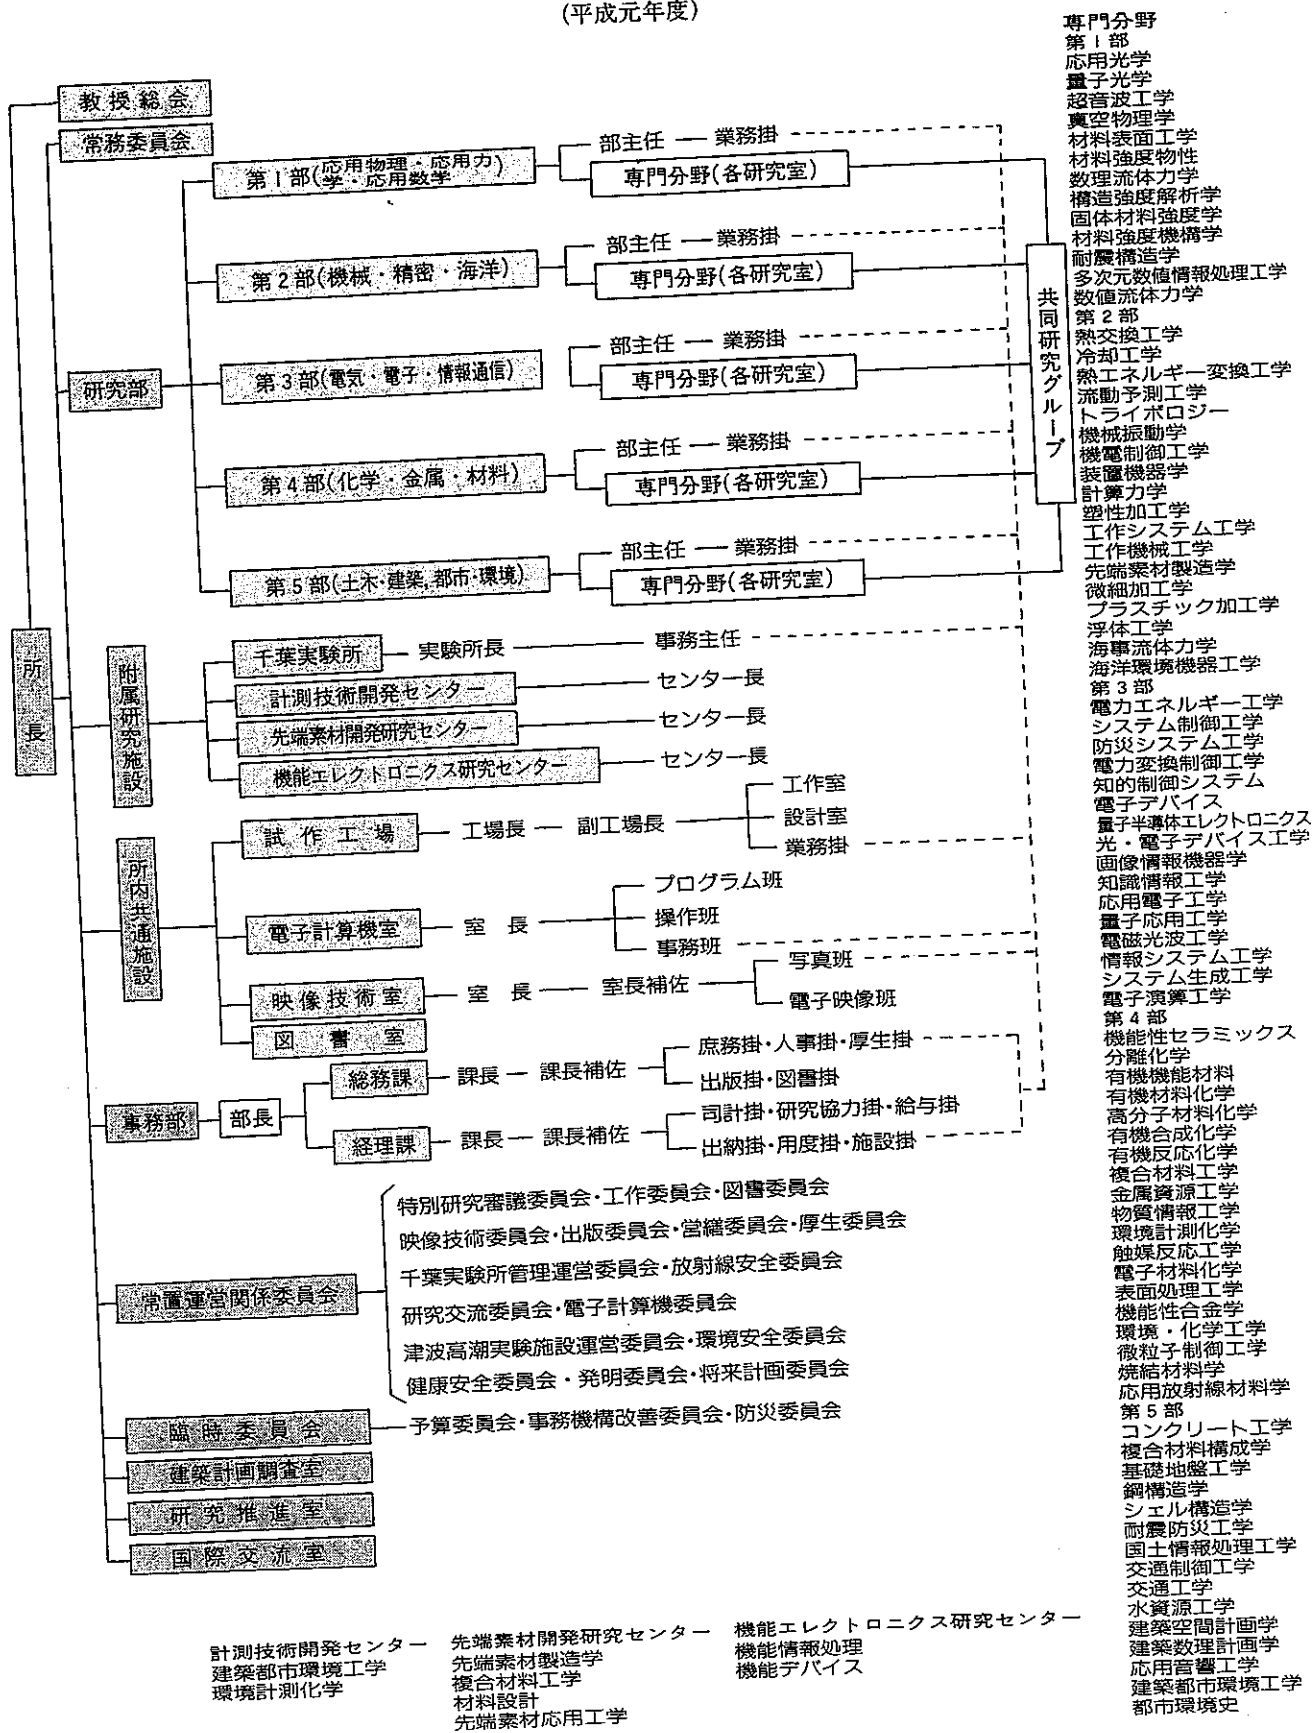 (平成元年度)
教授総会
常務委員会
研究部
第1部(応用物理・応用力学・応用数学)
部主任
業務掛
専門分野(各研究室)
第2部(機械・精密・海洋)
部主任
業務掛
専門分野(各研究室)
第3部(電気・電子・情報通信)
部主任
業務掛
専門分野(各研究室)
第4部(化学・金属・材料)
部主任
業務掛
専門分野(各研究室)
第5部(土木・建築,都市・環境)
部主任
業務掛
専門分野(各研究室)
共同研究グループ
所長
附属研究施設
千葉実験所
実験所長
事務主任
計測技術開発センター
センター長
先端素材開発研究センター
センター長
機能エレクトロニクス研究センター
センター長
所内共通施設
試作工場
工場長
副工場長
工作室
設計室
業務掛
電子計算機室
室長
プログラム班
操作班
事務班
映像技術室
室長
室長補佐
写真班
電子映像班
図書室
事務部
部長
総務課
課長
課長補佐
庶務掛・人事掛・厚生掛
出版掛・図書掛
経理課
課長
課長補佐
司計掛・研究協力掛・給与掛
出納掛・用度掛・施設掛
常置運営関係委員会
特別研究審議委員会・工作委員会・図書委員会
映像技術委員会・出版委員会・営繕委員会・厚生委員会
千葉実験所管理運営委員会・放射線安全委員会
研究交流委員会・電子計算機委員会
津波高潮実験施設運営委員会・環境安全委員会
健康安全委員会・発明委員会・将来計画委員会
臨時委員会
予算委員会・事務機構改善委員会・防災委員会
建築計画調査室
研究推進室
国際交流室
専門分野
第1部
応用光学
量子光学
超音波工学
真空物理学
材料表面工学
材料強度物性
数理流体力学
構造強度解析学
固体材料強度学
材料強度機構学
耐震構造学
多次元数値情報処理工学
数値流体力学
第2部
熱交換工学
冷却工学
熱エネルギー変換工学
流動予測工学
トライボロジー
機械振動学
機電制御工学
装置機器学
計算力学
塑性加工学
工作システム工学
工作機械工学
先端素材製造学
微細加工学
プラスチック加工学
浮体工学
海事流体力学
海洋環境機器工学
第3部
電力エネルギー工学
システム制御工学
防災システム工学
電力変換制御工学
知的制御システム
電子デバイス
量子半導体エレクトロニクス
光・電子デバイス工学
画像情報機器学
知識情報工学
応用電子工学
量子応用工学
電磁光波工学
情報システム工学
システム生成工学
電子演算工学
第4部
機能性セラミックス
分離化学
有機機能材料
有機材料化学
高分子材料化学
有機合成化学
有機反応化学
複合材料工学
金属資源工学
物質情報工学
環境計測化学
触媒反応工学
電子材料化学
表面処理工学
機能性合金学
環境・化学工学
微粒子制御工学
焼結材料学
応用放射線材料学
第5部
コンクリート工学
複合材料構成学
基礎地盤工学
鋼構造学
シェル構造学
耐震防災工学
国土情報処理工学
交通制御工学
交通工学
水資源工学
建築空間計画学
建築数理計画学
応用音響工学
建築都市環境工学
都市環境史
計測技術開発センター
建築都市環境工学
環境計測化学
先端素材開発研究センター
先端素材製造学
複合材料工学
材料設計
先端素材応用工学
機能エレクトロニクス研究センター
機能情報処理
機能デバイス